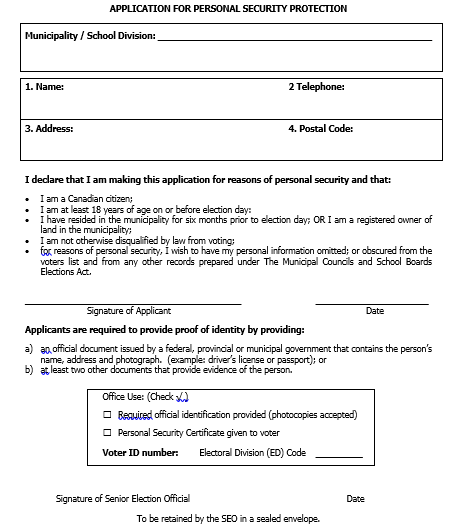 APPLICATION FOR PERSONAL SECURITY PROTECTION
Municipality / School Division:
1. Name: 2 Telephone:
3. Address: 4. Postal Code:
I declare that I am making this application for reasons of personal security and that:
• I am a Canadian citizen;
• I am at least 18 years of age on or before election day:
• I have resided in the municipality for six months prior to election day; OR I am a registered owner of
land in the municipality;
• I am not otherwise disqualified by law from voting;
• for reasons of personal security, I wish to have my personal information omitted; or obscured from the
voters list and from any other records prepared under The Municipal Councils and School Boards
Elections Act.
Signature of Applicant Date
Applicants are required to provide proof of identity by providing:
a) an official document issued by a federal, provincial or municipal government that contains the person's
name, address and photograph. (example: driver's license or passport); or
b) at least two other documents that provide evidence of the person.
Office Use: (Check √)
☐ Required official identification provided (photocopies accepted)
☐ Personal Security Certificate given to voter
Voter ID number: Electoral Division (ED) Code
Signature of Senior Election Official Date
To be retained by the SEO in a sealed envelope.